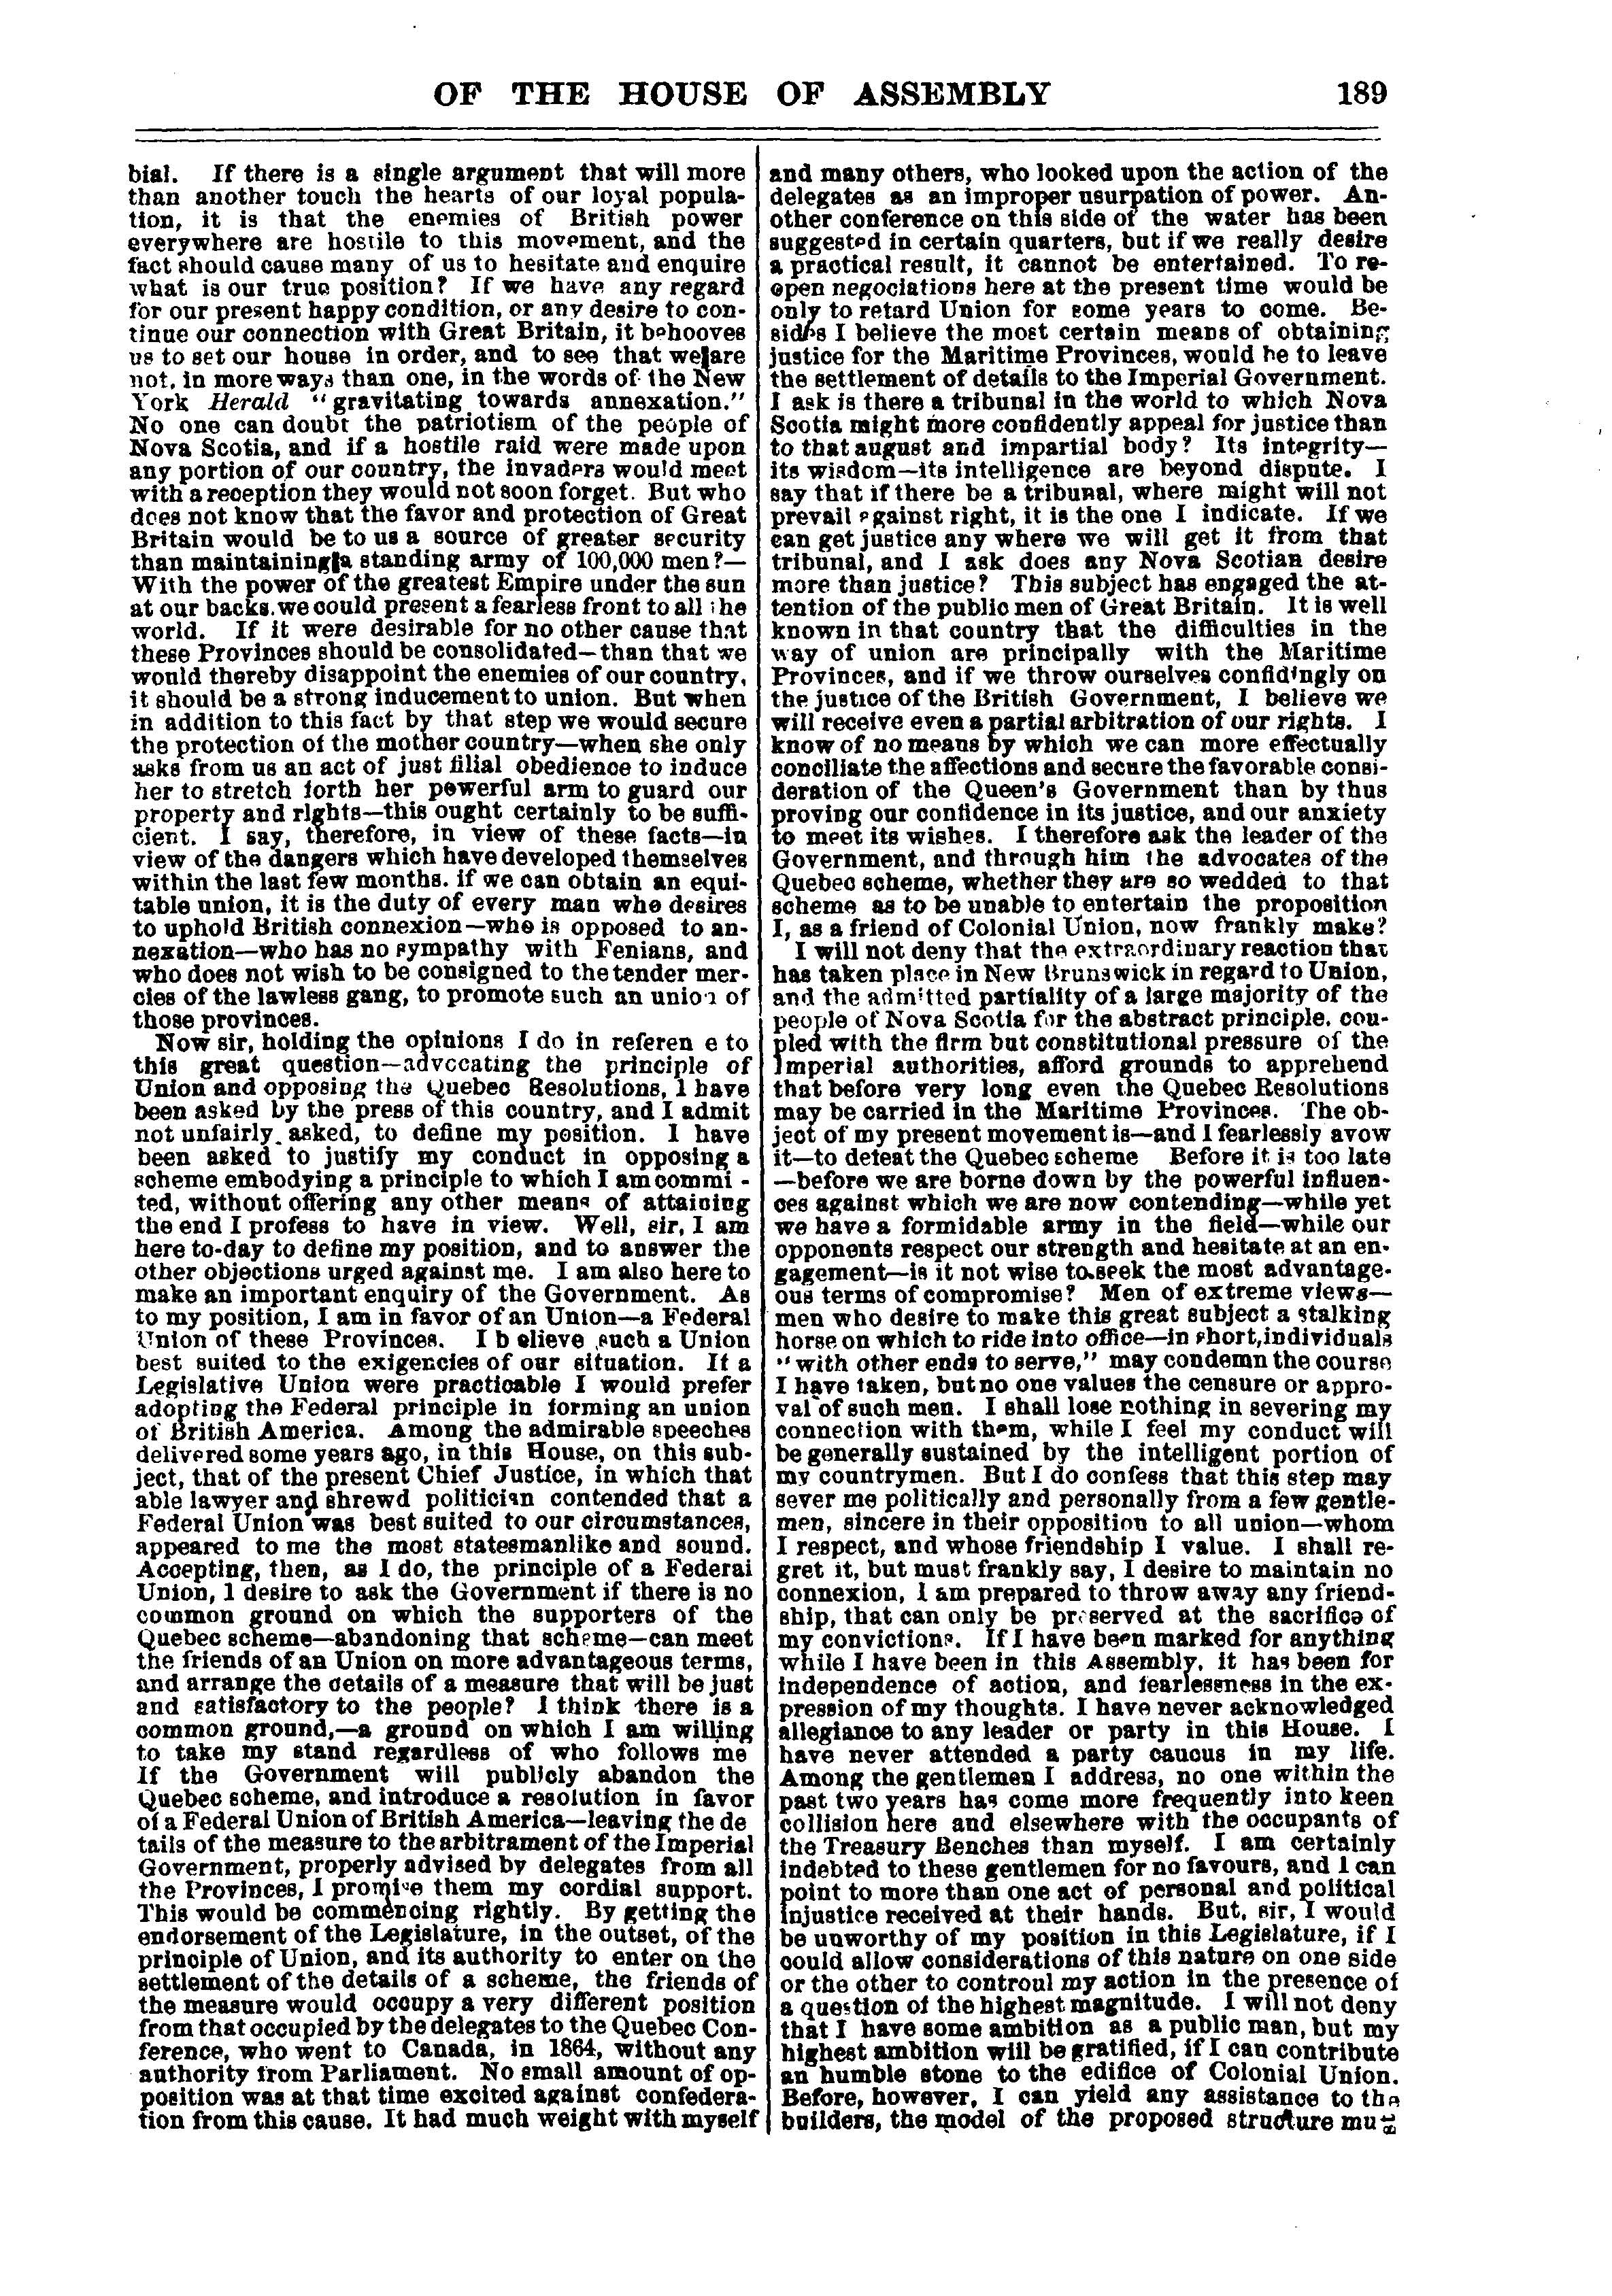 OF THE HOUSE OF ASSEMBLY 189
bial. If there is a single argument that will more
than another touch the hearts of our loyal popula-
tion, it is that the enemies of British power
everywhere are hostile to this movement, and the
fact should cause many of us to hesitate and enquire
what is our true position? If we have any regard
for our present happy condition, or any desire to con-
tinue our connection with Great Britain, it behooves
us to set our house in order, and to see that we are
not, in more ways than one, in the words of the New
York Herald "gravitating towards annexation."
No one can doubt the patriotism of the people of
Nova Scotia, and if a hostile raid were made upon
any portion of our country, the invaders would meet
with a reception they would not soon forget. But who
does not know that the favor and protection of Great
Britain would be to us a source of greater security
than maintaining a standing army of 100,000 men?—
With the power of the greatest Empire under the sun
at our backs, we could present a fearless front to all the
world. If it were desirable for no other cause that
these Provinces should be consolidated—than that we
would thereby disappoint the enemies of our country,
it should be a strong inducement to union. But when
in addition to this fact by that step we would secure
the protection of the mother country—when she only
asks from us an act of just filial obedience to induce
her to stretch forth her powerful arm to guard our
property and rights—this ought certainly to be suffi-
cient. I say, therefore, in view of these facts—in
view of the dangers which have developed themselves
within the last few months. if we can obtain an equi-
table union, it is the duty of every man who desires
to uphold British connexion—who is opposed to an-
nexation—who has no sympathy with Fenians, and
who does not wish to be consigned to the tender mer-
cies of the lawless gang, to promote such an union of
those provinces.
Now sir, holding the opinions I do in referen e to
this great question—advocating the principle of
Union and opposing the Quebec Resolutions, I have
been asked by the press of this country, and I admit
not unfairly asked, to define my position. I have
been asked to justify my conduct in opposing a
scheme embodying a principle to which I am commi -
ted, without offering any other means of attaining
the end I profess to have in view. Well, sir, I am
here to-day to define my position, and to answer the
other objections urged against me. I am also here to
make an important enquiry of the Government. As
to my position, I am in favor of an Union—a Federal
Union of these Provinces. I b elieve such a Union
best suited to the exigencies of our situation. If a
Legislative Union were practicable I would prefer
adopting the Federal principle in forming an union
of British America. Among the admirable speeches
delivered some years ago, in this House, on this sub-
ject, that of the present Chief Justice, in which that
able lawyer and shrewd politician contended that a
Federal Union was best suited to our circumstances,
appeared to me the most statesmanlike and sound.
Accepting, then, as I do, the principle of a Federal
Union, I desire to ask the Government if there is no
common ground on which the supporters of the
Quebec scheme—abandoning that scheme—can meet
the friends of an Union on more advantageous terms,
and arrange the details of a measure that will be just
and satisfactory to the people? I think there is a
common ground,—a ground on which I am willing
to take my stand regardless of who follows me
If the Government will publicly abandon the
Quebec scheme, and introduce a resolution in favor
of a Federal Union of British America—leaving the de
tails of the measure to the arbitrament of the Imperial
Government, properly advised by delegates from all
the Provinces, I promise them my cordial support.
This would be commencing rightly. By getting the
endorsement of the Legislature, in the outset, of the
principle of Union, and its authority to enter on the
settlement of the details of a scheme, the friends of
the measure would occupy a very different position
from that occupied by the delegates to the Quebec Con-
ference, who went to Canada, in 1864, without any
authority from Parliament. No small amount of op-
position was at that time excited against confedera-
tion from this cause. It had much weight with myself
and many others, who looked upon the action of the
delegates as an improper usurpation of power. An-
other conference on this side of the water has been
suggested in certain quarters, but if we really desire
a practical result, it cannot be entertained. To re-
open negociations here at the present time would be
only to retard Union for some years to come. Be-
sides I believe the most certain means of obtaining
justice for the Maritime Provinces, would be to leave
the settlement of details to the Imperial Government.
I ask is there a tribunal in the world to which Nova
Scotia might more confidently appeal for justice than
to that august and impartial body? Its integrity—
its wisdom—its intelligence are beyond dispute. I
say that if there be a tribunal, where might will not
prevail against right, it is the one I indicate. If we
can get justice any where we will get it from that
tribunal, and I ask does any Nova Scotian desire
more than justice? This subject has engaged the at-
tention of the public men of Great Britain. It is well
known in that country that the difficulties in the
way of union are principally with the Maritime
Provinces, and if we throw ourselves confidingly on
the justice of the British Government, I believe we
will receive even a partial arbitration of our rights. I
know of no means by which we can more effectually
conciliate the affections and secure the favorable consi-
deration of the Queen's Government than by thus
proving our confidence in its justice, and our anxiety
to meet its wishes. I therefore ask the leader of the
Government, and through him the advocates of the
Quebec scheme, whether they are so wedded to that
scheme as to be unable to entertain the proposition
I, as a friend of Colonial Union, now frankly make?
I will not deny that the extraordinary reaction that
has taken place in New Brunswick in regard to Union,
and the admitted partiality of a large majority of the
people of Nova Scotia for the abstract principle, cou-
pled with the firm but constitutional pressure of the
Imperial authorities, afford grounds to apprehend
that before very long even the Quebec Resolutions
may be carried in the Maritime Provinces. The ob-
ject of my present movement is—and I fearlessly avow
it—to defeat the Quebec scheme Before it is too late
—before we are borne down by the powerful influen-
ces against which we are now contending—while yet
we have a formidable army in the field—while our
opponents respect our strength and hesitate at an en-
gagement—is it not wise to seek the most advantage-
ous terms of compromise? Men of extreme views—
men who desire to make this great subject a stalking
horse on which to ride into office—in short, individuals
"with other ends to serve," may condemn the course
I have taken, but no one values the censure or appro-
val of such men. I shall lose nothing in severing my
connection with them, while I feel my conduct will
be generally sustained by the intelligent portion of
my countrymen. But I do confess that this step may
sever me politically and personally from a few gentle-
men, sincere in their opposition to all union—whom
I respect, and whose friendship I value. I shall re-
gret it, but must frankly say, I desire to maintain no
connexion, I am prepared to throw away any friend-
ship, that can only be preserved at the sacrifice of
my convictions. If I have been marked for anything
while I have been in this Assembly, it has been for
independence of action, and fearlessness in the ex-
pression of my thoughts. I have never acknowledged
allegiance to any leader or party in this House. I
have never attended a party caucus in my life.
Among the gentlemen I address, no one within the
past two years has come more frequently into keen
collision here and elsewhere with the occupants of
the Treasury Benches than myself. I am certainly
indebted to these gentlemen for no favours, and I can
point to more than one act of personal and political
injustice received at their hands. But, sir, I would
be unworthy of my position in this Legislature, if I
could allow considerations of this nature on one side
or the other to controul my action in the presence of
a question of the highest magnitude. I will not deny
that I have some ambition as a public man, but my
highest ambition will be gratified, if I can contribute
an humble stone to the edifice of Colonial Union.
Before, however, I can yield any assistance to the
builders, the model of the proposed structure must